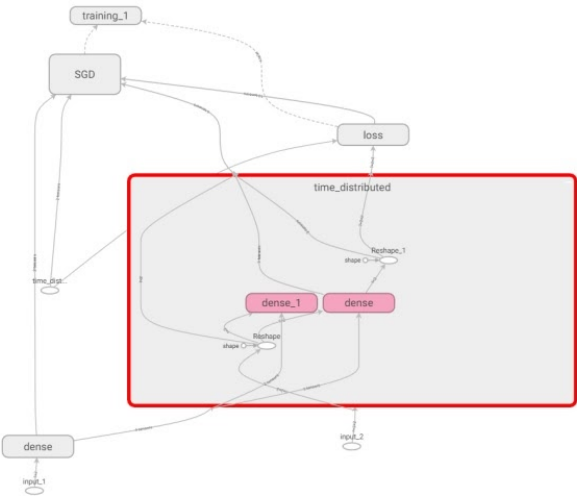 training_1
SGD
loss
time_distributed
Reshape_1
shape
time_dist...
dense_1
dense
Reshape
shape
dense
input_2
input_1